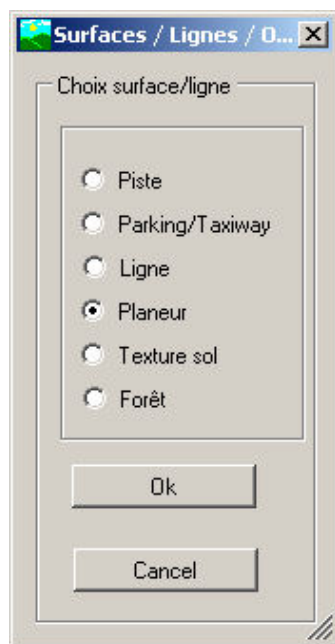 Surfaces / Lignes / O...
Choix surface/ligne
Piste
Parking/Taxiway
Ligne
Planeur
Texture sol
Forêt
Ok
Cancel